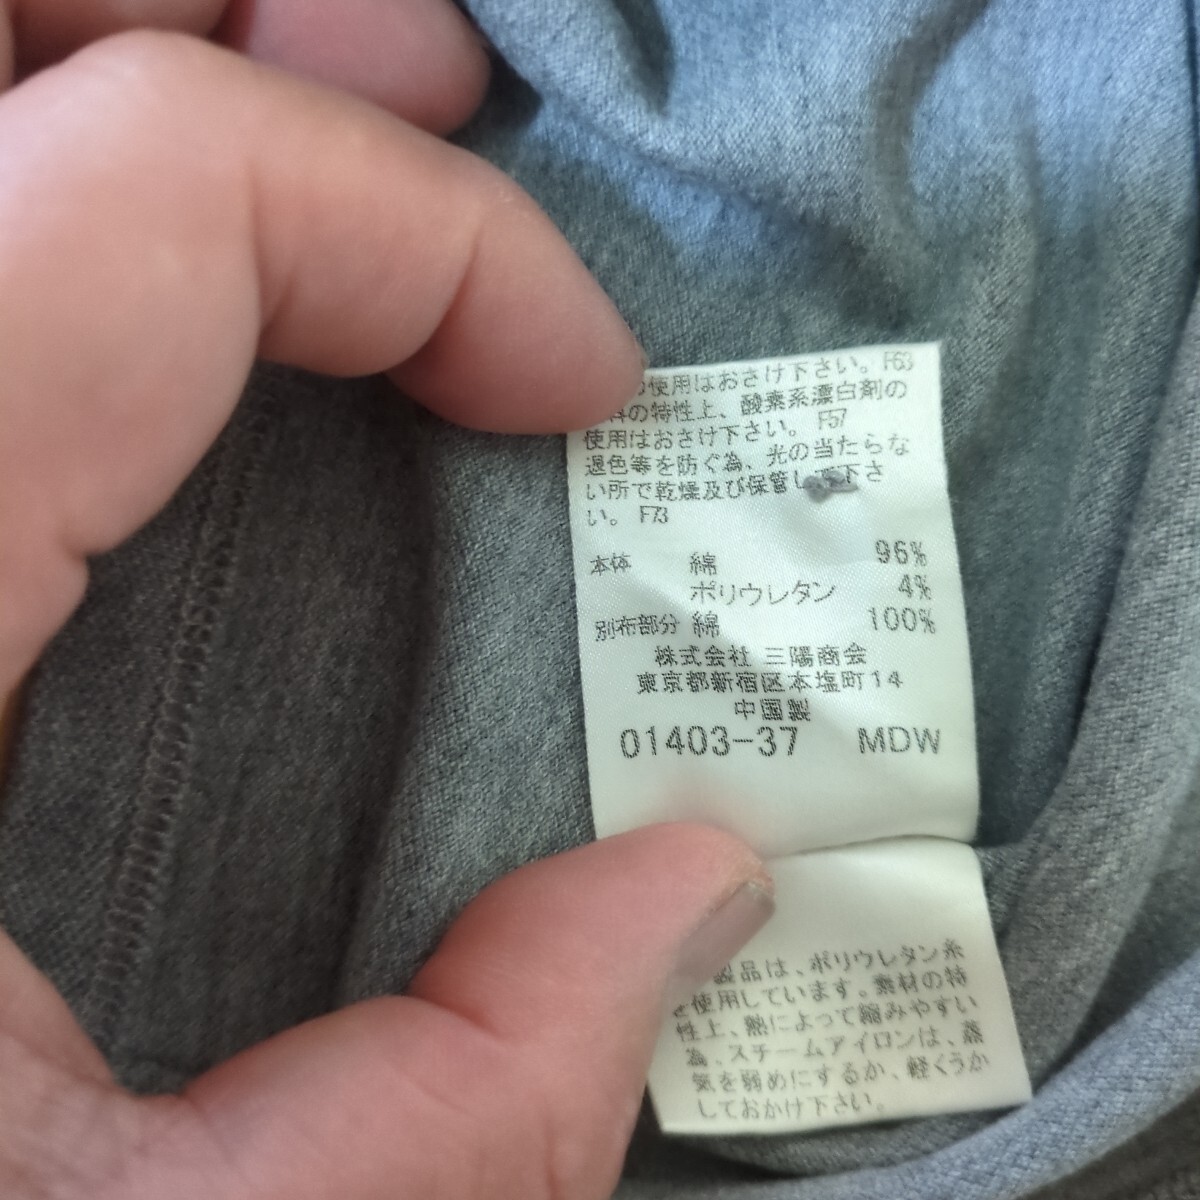 使用はおさけ下さい。F63
の特性上、酸素系漂白剤の
使用はおさけ下さい。 F57
退色等を防ぐ為、光の当たらな
い所で乾燥及び保管し 下さ
い。 F73
本体 綿 96%
ポリウレタン 4%
別布部分 綿 100%
株式会社 三陽商会
東京都新宿区本塩町14
中国製
01403-37 MDW
製品は、ポリウレタン糸
を使用しています。素材の特
性上、熱によって縮みやすい
為、スチームアイロンは、蒸
気を弱めにするか、軽くうか
しておかけ下さい。